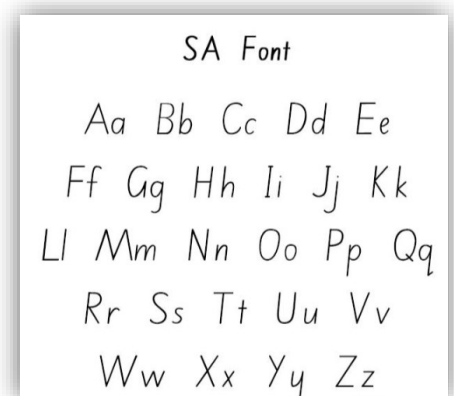 SA Font
Aa Bb Cc Dd Ee
Ff Gg Hh Ii Jj Kk
Ll Mm Nn Oo Pp Qq
Rr Ss Tt Uu Vv
Ww Xx Yy Zz